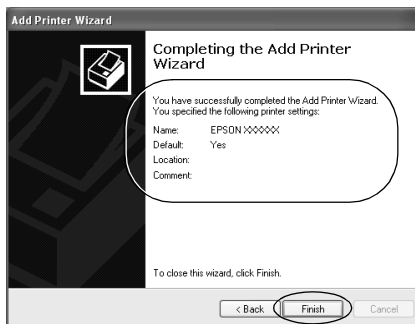 Add Printer Wizard
Completing the Add Printer
Wizard
You have successfully completed the Add Printer Wizard.
You specified the following printer settings:
Name: EPSON XXXXXX
Default: Yes
Location:
Comment:
To close this wizard, click Finish.
< Back Finish Cancel